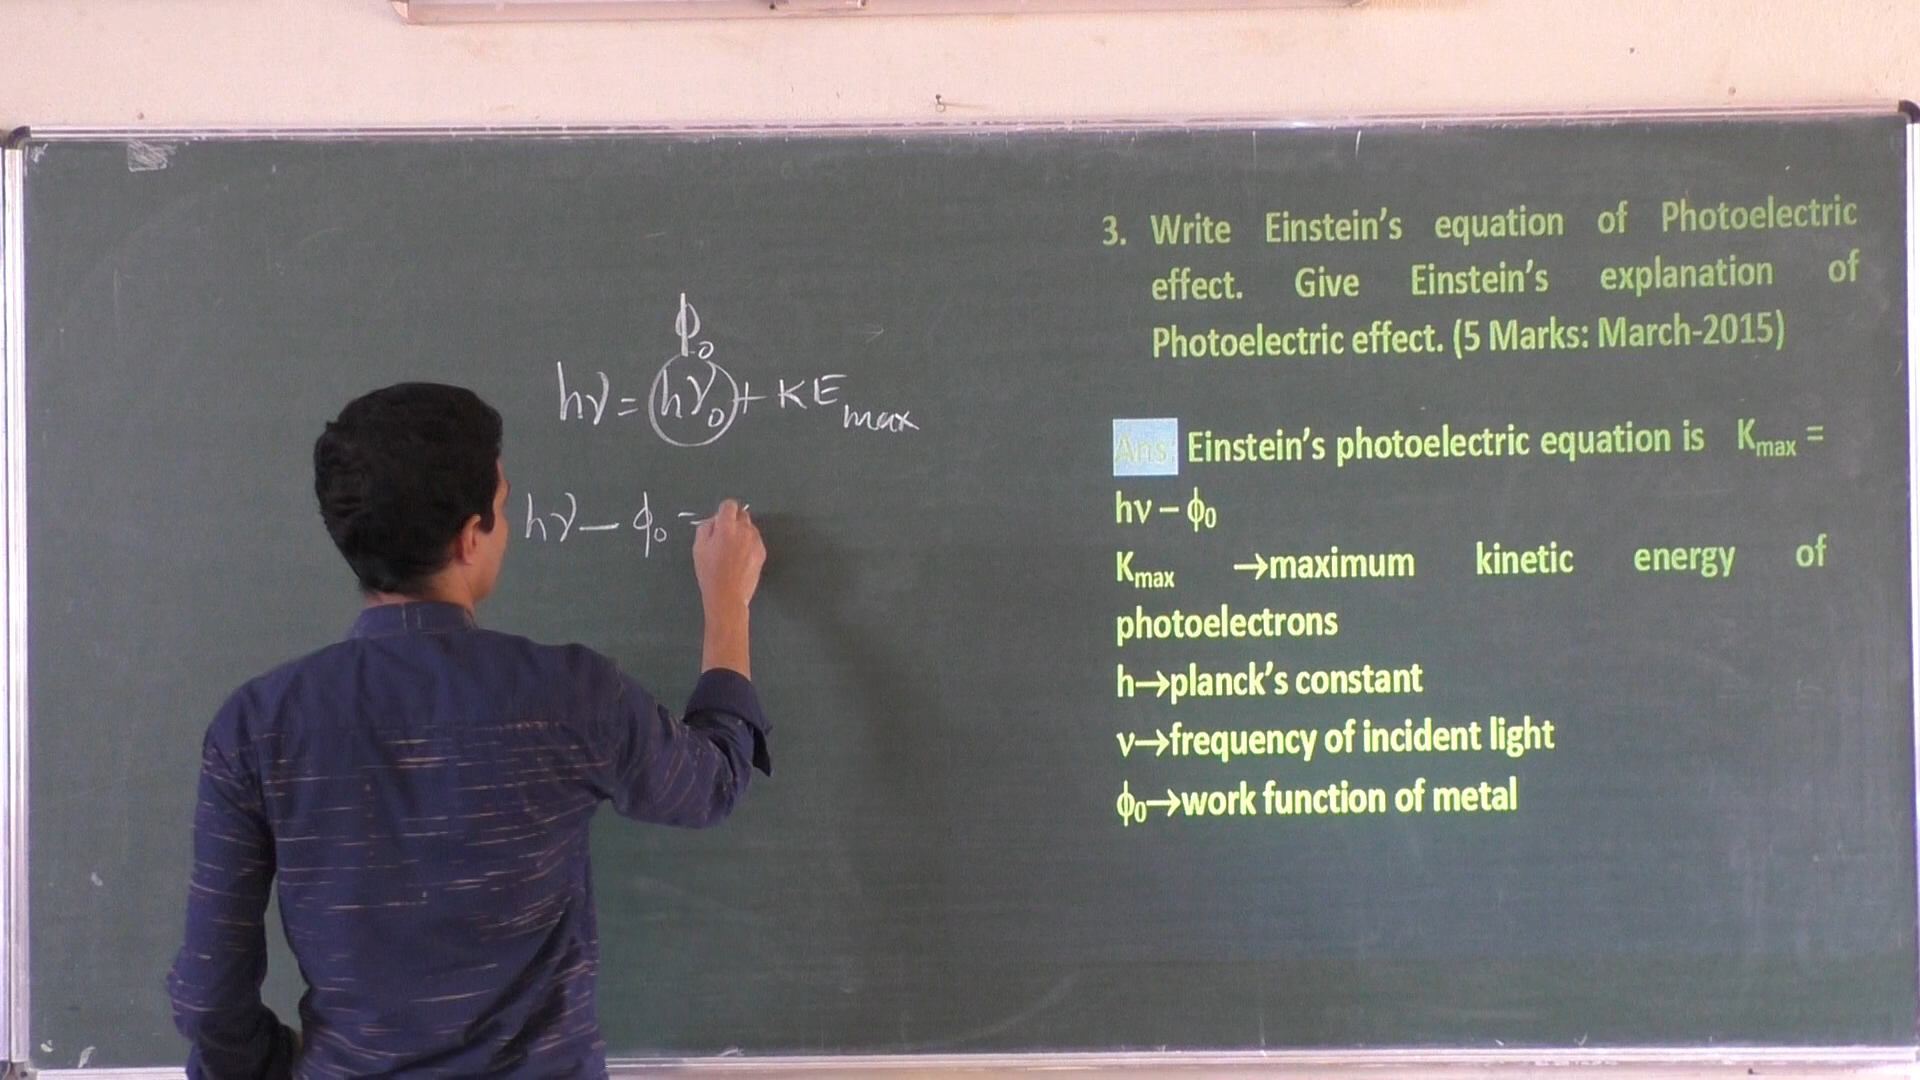 ϕ₀
hν = hν₀ + KE max
hν − ϕ₀ =
3. Write Einstein's equation of Photoelectric
effect. Give Einstein's explanation of
Photoelectric effect. (5 Marks: March-2015)
Ans: Einstein's photoelectric equation is Kmax =
hν – ϕ₀
Kmax →maximum kinetic energy of
photoelectrons
h→planck's constant
ν→frequency of incident light
ϕ₀→work function of metal